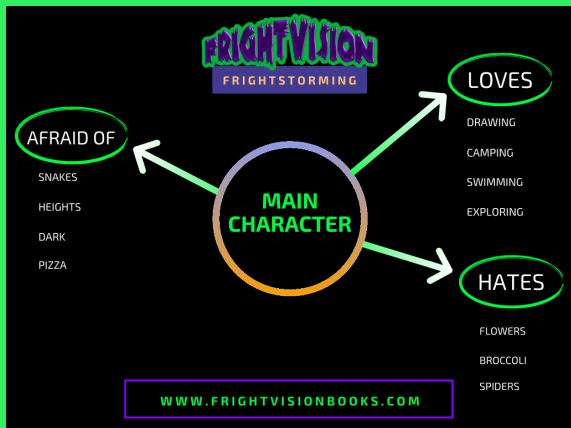 FRIGHTVISION
FRIGHTSTORMING
LOVES
DRAWING
CAMPING
SWIMMING
EXPLORING
AFRAID OF
SNAKES
HEIGHTS
DARK
PIZZA
MAIN
CHARACTER
HATES
FLOWERS
BROCCOLI
SPIDERS
WWW.FRIGHTVISIONBOOKS.COM